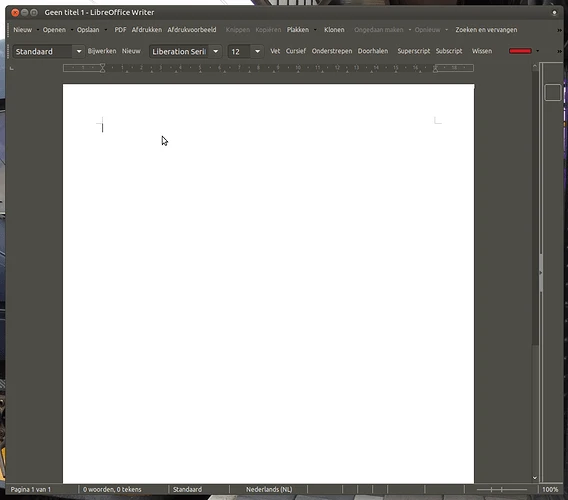 Geen titel 1 - LibreOffice Writer
Nieuw Openen Opslaan PDF Afdrukken Afdrukvoorbeeld Knippen Kopiëren Plakken Klonen Ongedaan maken Opnieuw Zoeken en vervangen
Standaard Bijwerken Nieuw Liberation Seri 12 Vet Cursief Onderstrepen Doorhalen Superscript Subscript Wissen
Pagina 1 van 1 0 woorden, 0 tekens Standaard Nederlands (NL) 100%